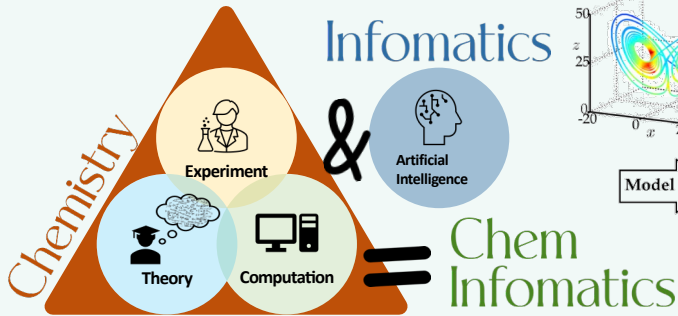 Chemistry
Experiment
Theory
Computation
&
Infomatics
Artificial
Intelligence
=
Chem
Infomatics
50
z
25
0
-20
0
x
Model